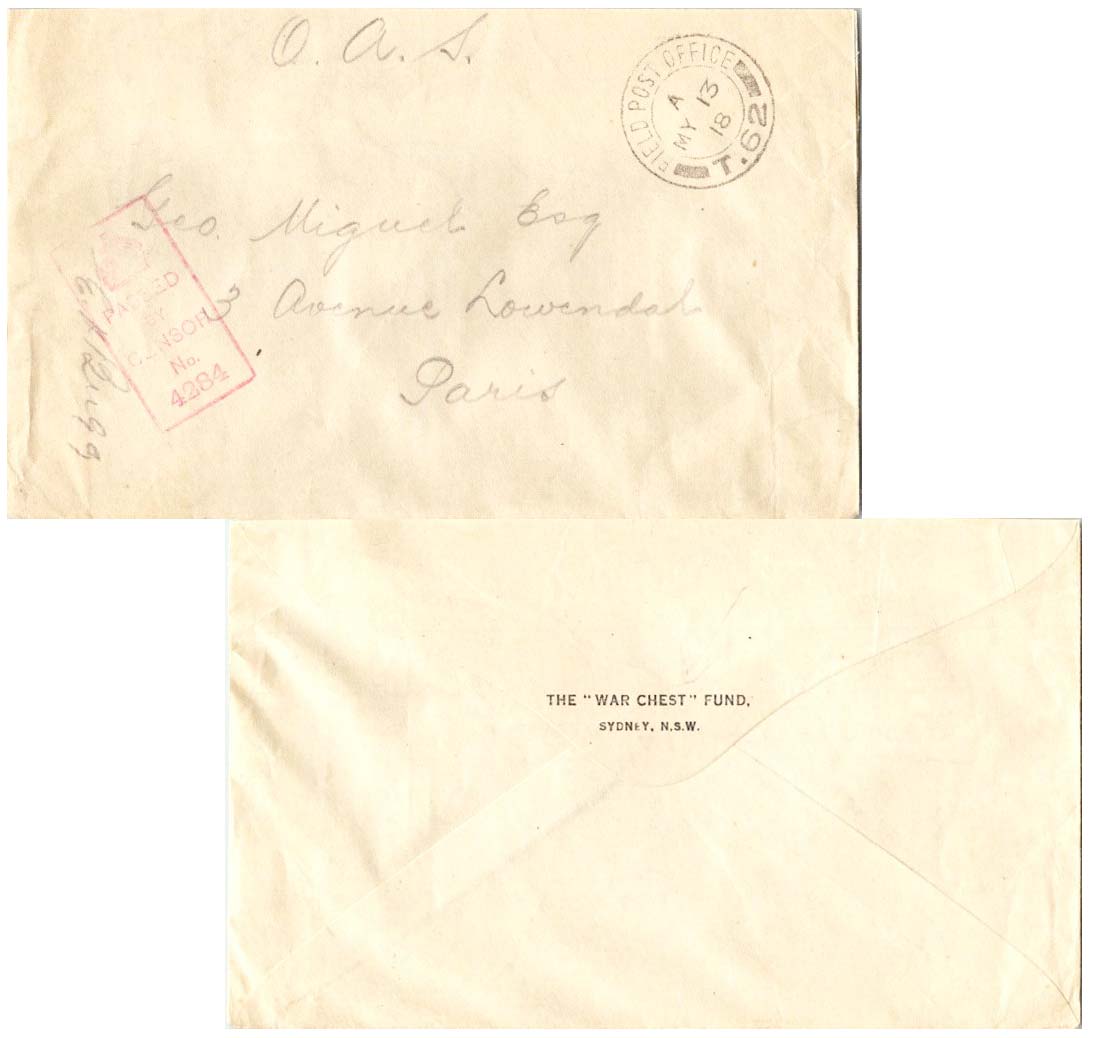 O. A. S.
FIELD POST OFFICE
T.62
A
MY 13
18
Geo. Miguel Esq
3 Avenue Lowendal
Paris
PASSED
BY
CENSOR
No.
4284
THE "WAR CHEST" FUND,
SYDNEY, N.S.W.